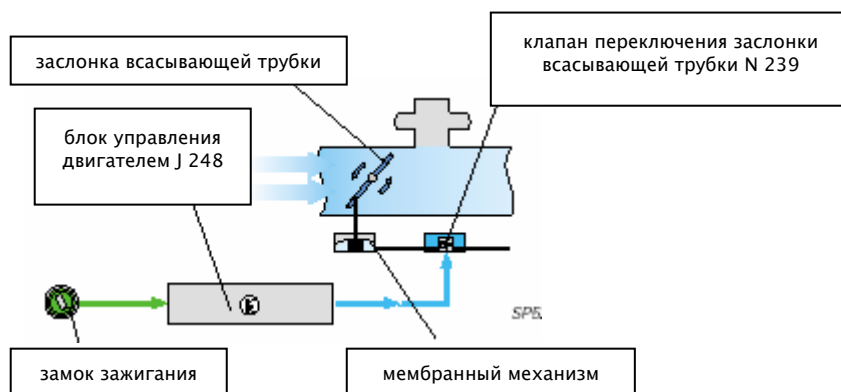 заслонка всасывающей трубки
клапан переключения заслонки
всасывающей трубки N 239
блок управления
двигателем J 248
SP5.
замок зажигания
мембранный механизм